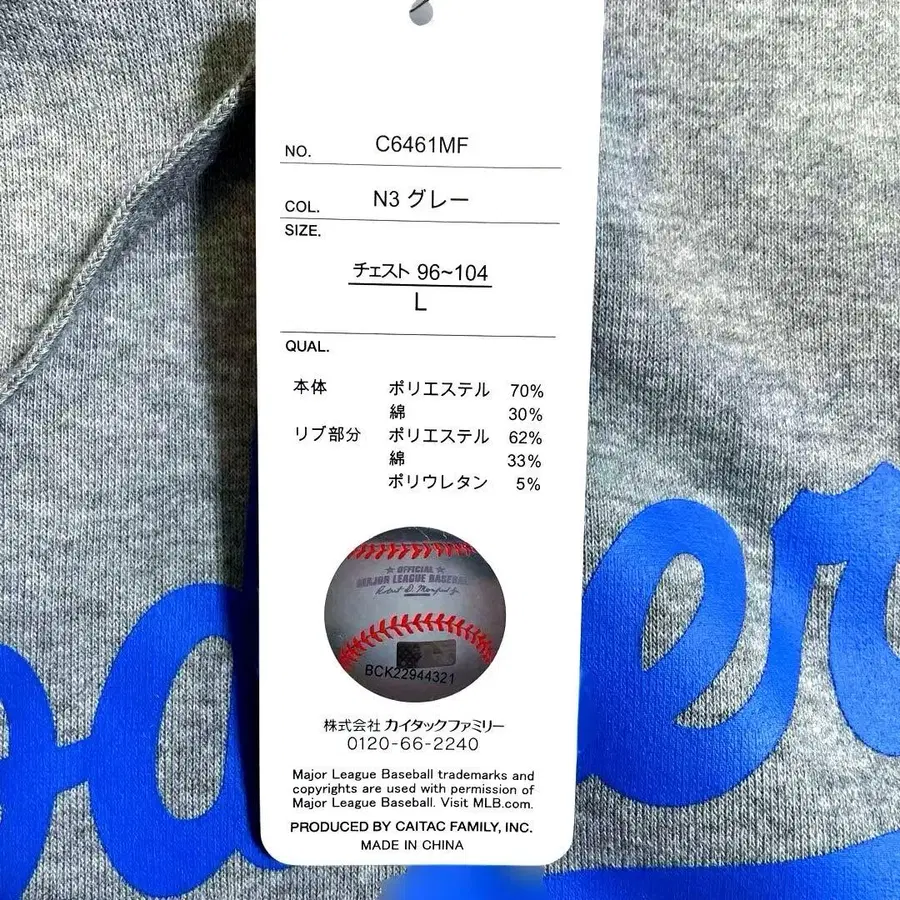 NO. C6461MF
COL. N3 グレー
SIZE.
チェスト 96~104
L
QUAL.
本体 ポリエステル 70%
綿 30%
リブ部分 ポリエステル 62%
綿 33%
ポリウレタン 5%
★ OFFICIAL ★
MAJOR LEAGUE BASEBALL
BCK22944321
株式会社 カイタックファミリー
0120-66-2240
Major League Baseball trademarks and
copyrights are used with permission of
Major League Baseball. Visit MLB.com.
PRODUCED BY CAITAC FAMILY, INC.
MADE IN CHINA